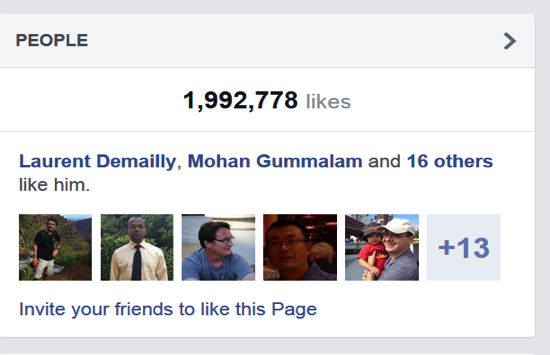 PEOPLE
1,992,778 likes
Laurent Demailly, Mohan Gummalam and 16 others
like him.
+13
Invite your friends to like this Page